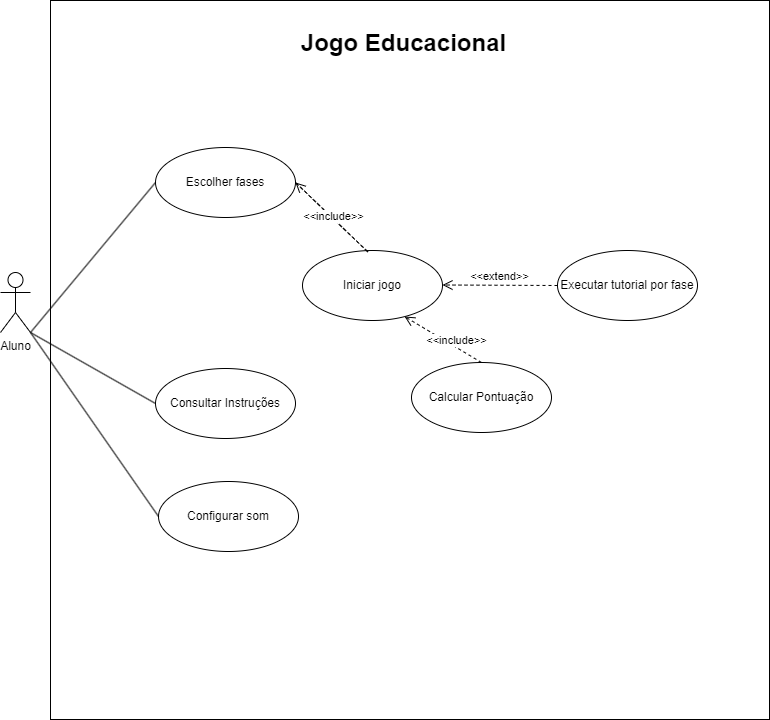 Jogo Educacional
Escolher fases
<<include>>
Iniciar jogo
<<extend>>
Executar tutorial por fase
Aluno
<<include>>
Consultar Instruções
Calcular Pontuação
Configurar som